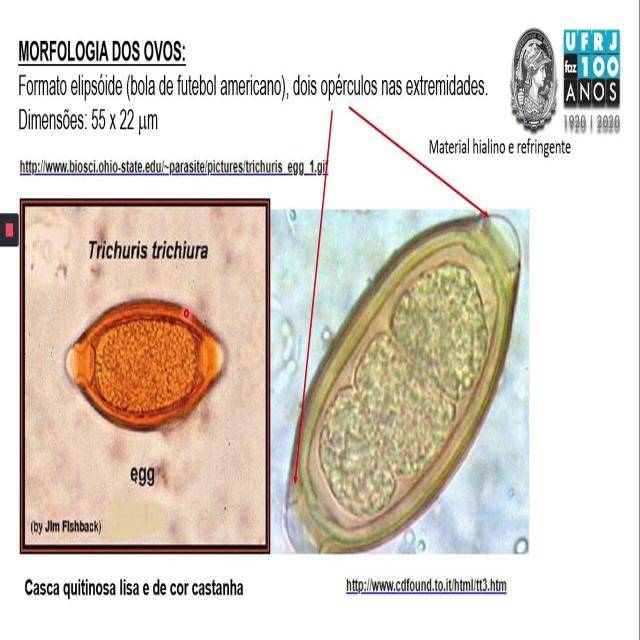 MORFOLOGIA DOS OVOS:
Formato elipsóide (bola de futebol americano), dois opérculos nas extremidades.
Dimensões: 55 x 22 µm
UFRJ
faz 100
ANOS
1920 | 2020
Material hialino e refringente
http://www.biosci.ohio-state.edu/~parasite/pictures/trichuris_egg_1.gif
Trichuris trichiura
egg
(by Jim Fishback)
Casca quitinosa lisa e de cor castanha
http://www.cdfound.to.it/html/tt3.htm